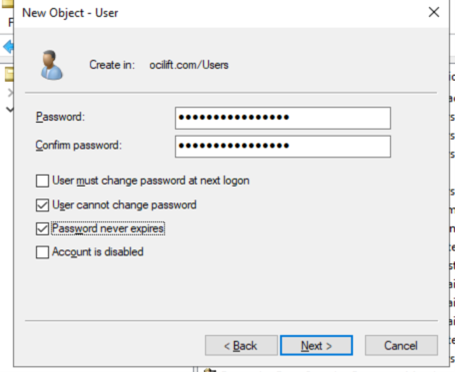 New Object - User
Create in: ocilift.com/Users
Password:
Confirm password:
User must change password at next logon
User cannot change password
Password never expires
Account is disabled
< Back
Next >
Cancel